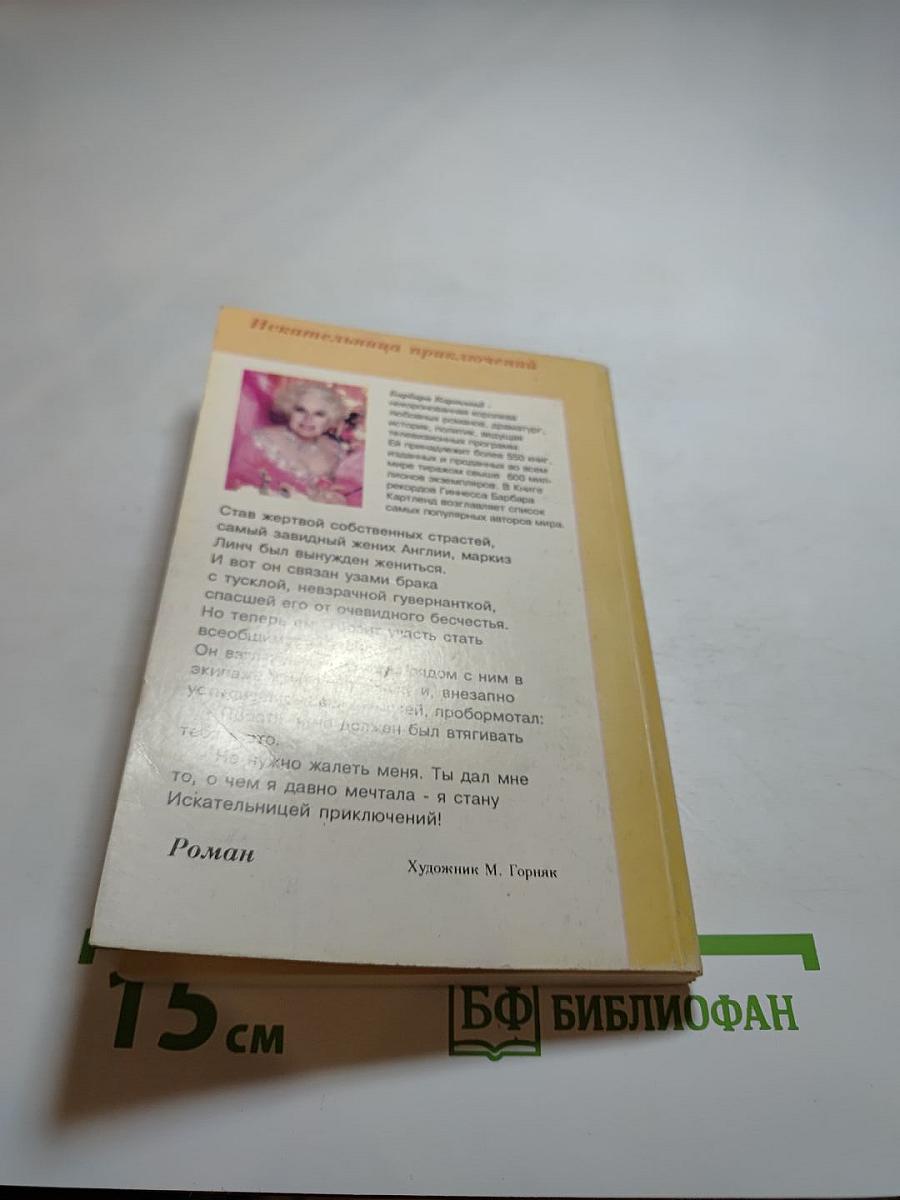 Искательница приключений
Барбара Картленд -
некоронованная королева
любовных романов, драматург,
историк, политик, ведущая
телевизионных программ.
Ей принадлежит более 550 книг,
изданных и проданных во всем
мире тиражом свыше 600 мил-
лионов экземпляров. В Книге
рекордов Гиннесса Барбара
Картленд возглавляет список
самых популярных авторов мира.
Став жертвой собственных страстей,
самый завидный жених Англии, маркиз
Линч был вынужден жениться.
И вот он связан узами брака
с тусклой, невзрачной гувернанткой,
спасшей его от очевидного бесчестья.
Но теперь ему участь стать
всеобщим
Он рядом с ним в
экипаже и, внезапно
пробормотал:
должен был втягивать
Не нужно жалеть меня. Ты дал мне
то, о чем я давно мечтала - я стану
Искательницей приключений!
Роман
Художник М. Горняк
15 см
БФ БИБЛИОФАН